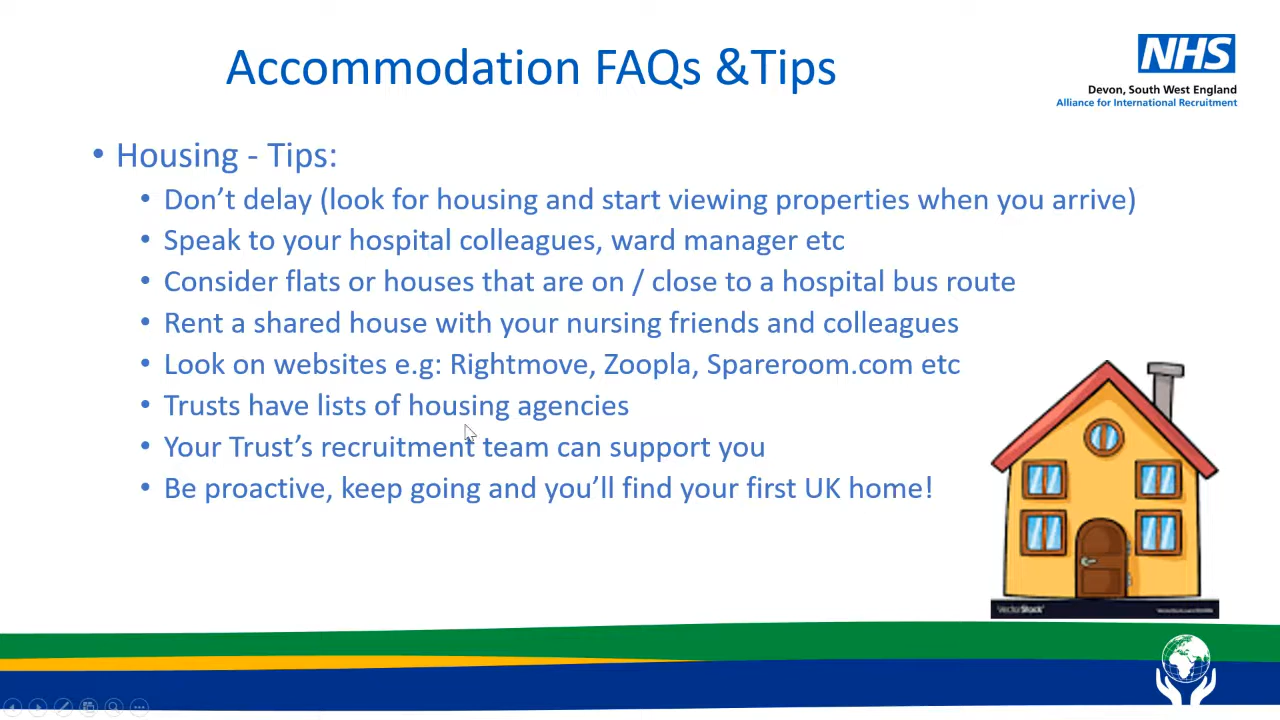 Accommodation FAQs &Tips
NHS
Devon, South West England
Alliance for International Recruitment
• Housing - Tips:
• Don't delay (look for housing and start viewing properties when you arrive)
• Speak to your hospital colleagues, ward manager etc
• Consider flats or houses that are on / close to a hospital bus route
• Rent a shared house with your nursing friends and colleagues
• Look on websites e.g: Rightmove, Zoopla, Spareroom.com etc
• Trusts have lists of housing agencies
• Your Trust's recruitment team can support you
• Be proactive, keep going and you'll find your first UK home!
VectorStock